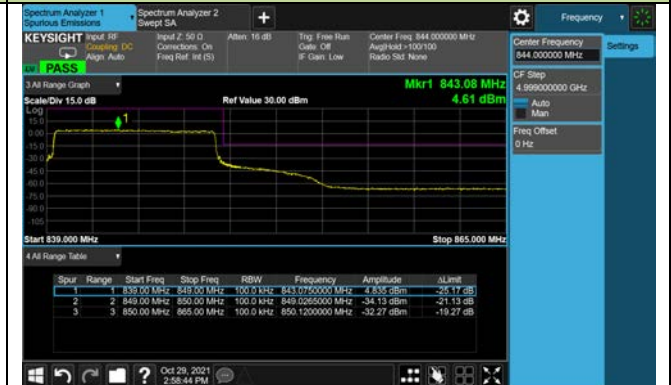 Spectrum Analyzer 1
Spurious Emissions
Spectrum Analyzer 2
Swept SA
+
Frequency
KEYSIGHT
Input: RF
Coupling: DC
Align: Auto
Input Z: 50 Ω
Corrections: On
Freq Ref: Int (S)
Atten: 16 dB
Trig: Free Run
Gate: Off
IF Gain: Low
Center Freq: 844.000000 MHz
Avg|Hold:>100/100
Radio Std: None
LV PASS
Center Frequency
844.000000 MHz
Settings
CF Step
4.999000000 GHz
Auto
Man
Freq Offset
0 Hz
3 All Range Graph
Mkr1 843.08 MHz
Scale/Div 15.0 dB
Ref Value 30.00 dBm
4.61 dBm
Log
1
15.0
0.00
-15.0
-30.0
-45.0
-60.0
-75.0
-90.0
-105
Start 839.000 MHz
Stop 865.000 MHz
4 All Range Table
Spur Range Start Freq Stop Freq RBW Frequency Amplitude ΔLimit
1 1 839.00 MHz 849.00 MHz 100.0 kHz 843.0750000 MHz 4.835 dBm -25.17 dB
2 2 849.00 MHz 850.00 MHz 100.0 kHz 849.0265000 MHz -34.13 dBm -21.13 dB
3 3 850.00 MHz 865.00 MHz 100.0 kHz 850.1200000 MHz -32.27 dBm -19.27 dB
?
Oct 29, 2021
2:58:44 PM